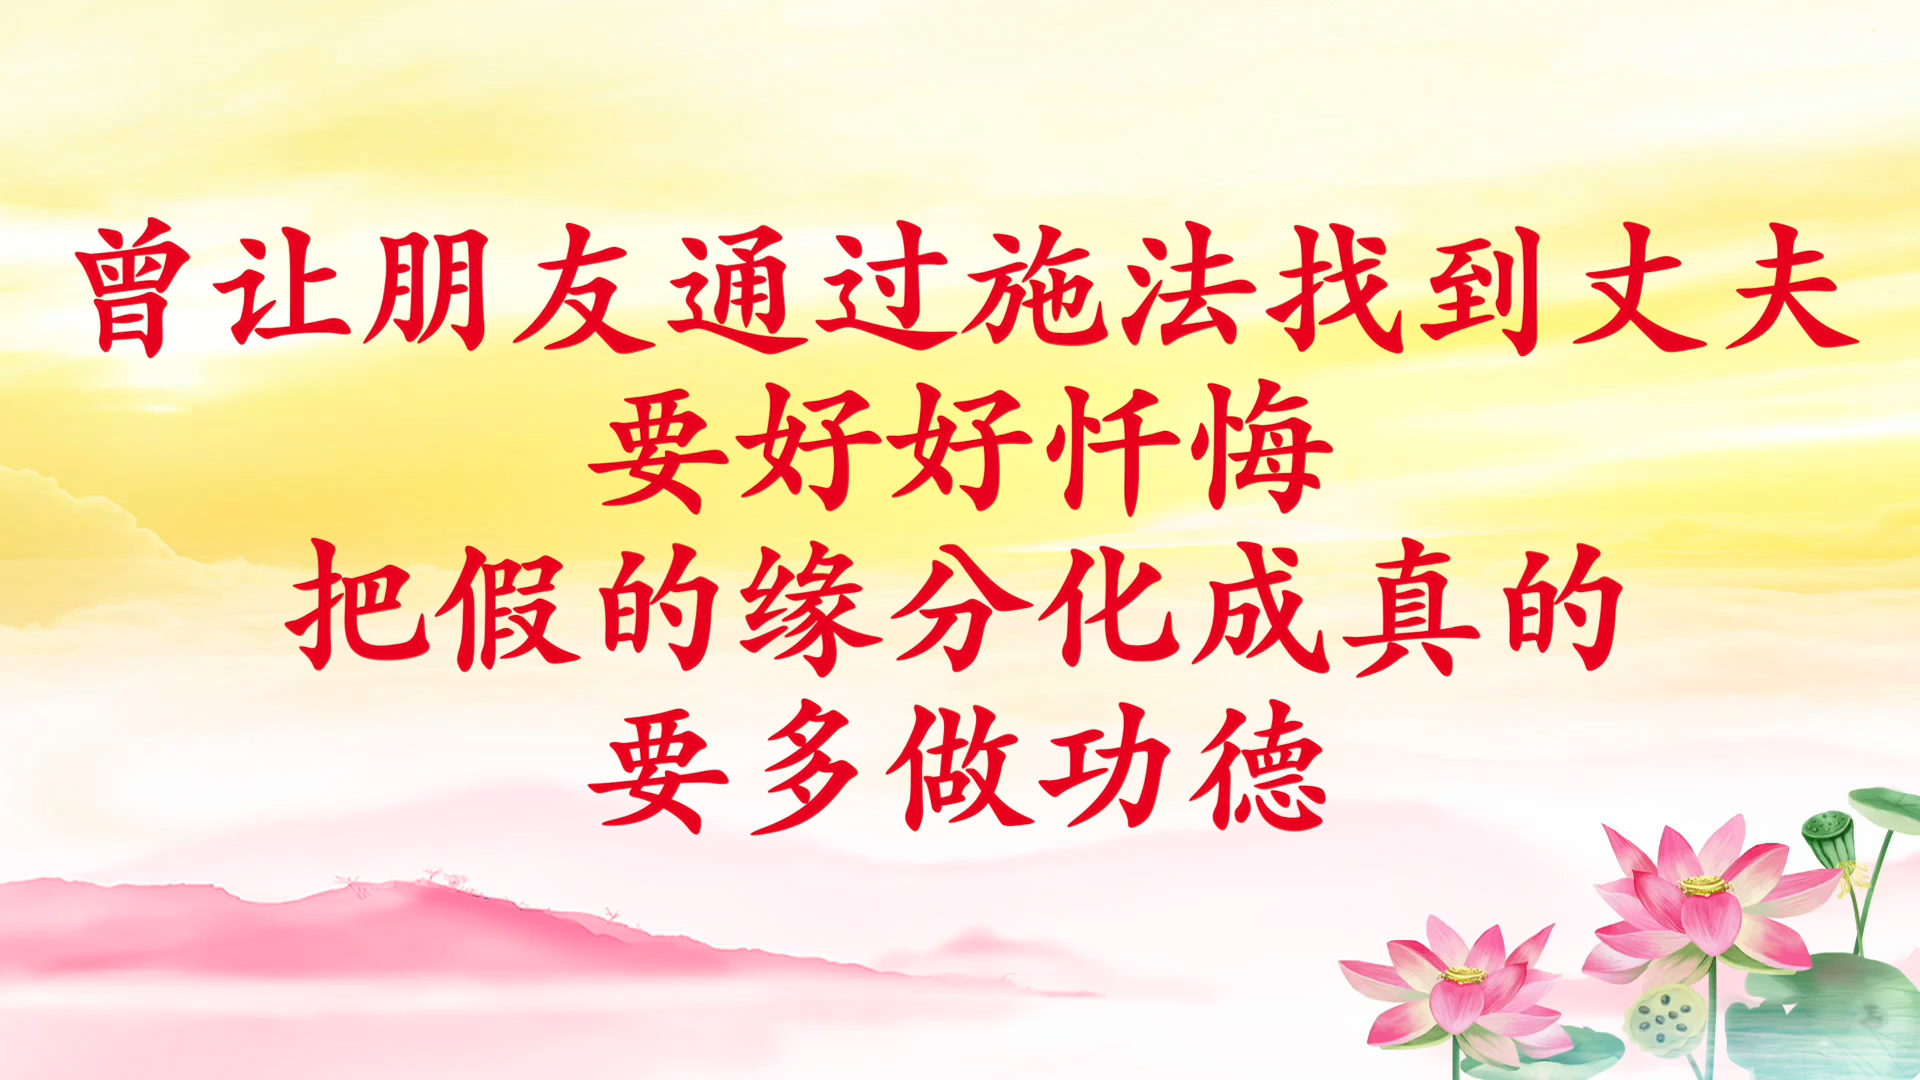 曾让朋友通过施法找到丈夫
要好好忏悔
把假的缘分化成真的
要多做功德